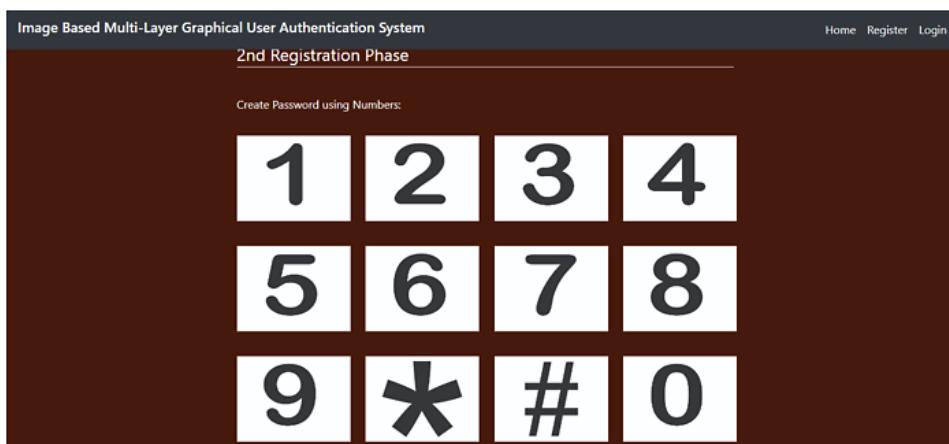 Image Based Multi-Layer Graphical User Authentication System
Home Register Login
2nd Registration Phase
Create Password using Numbers:
1 2 3 4
5 6 7 8
9 * # 0